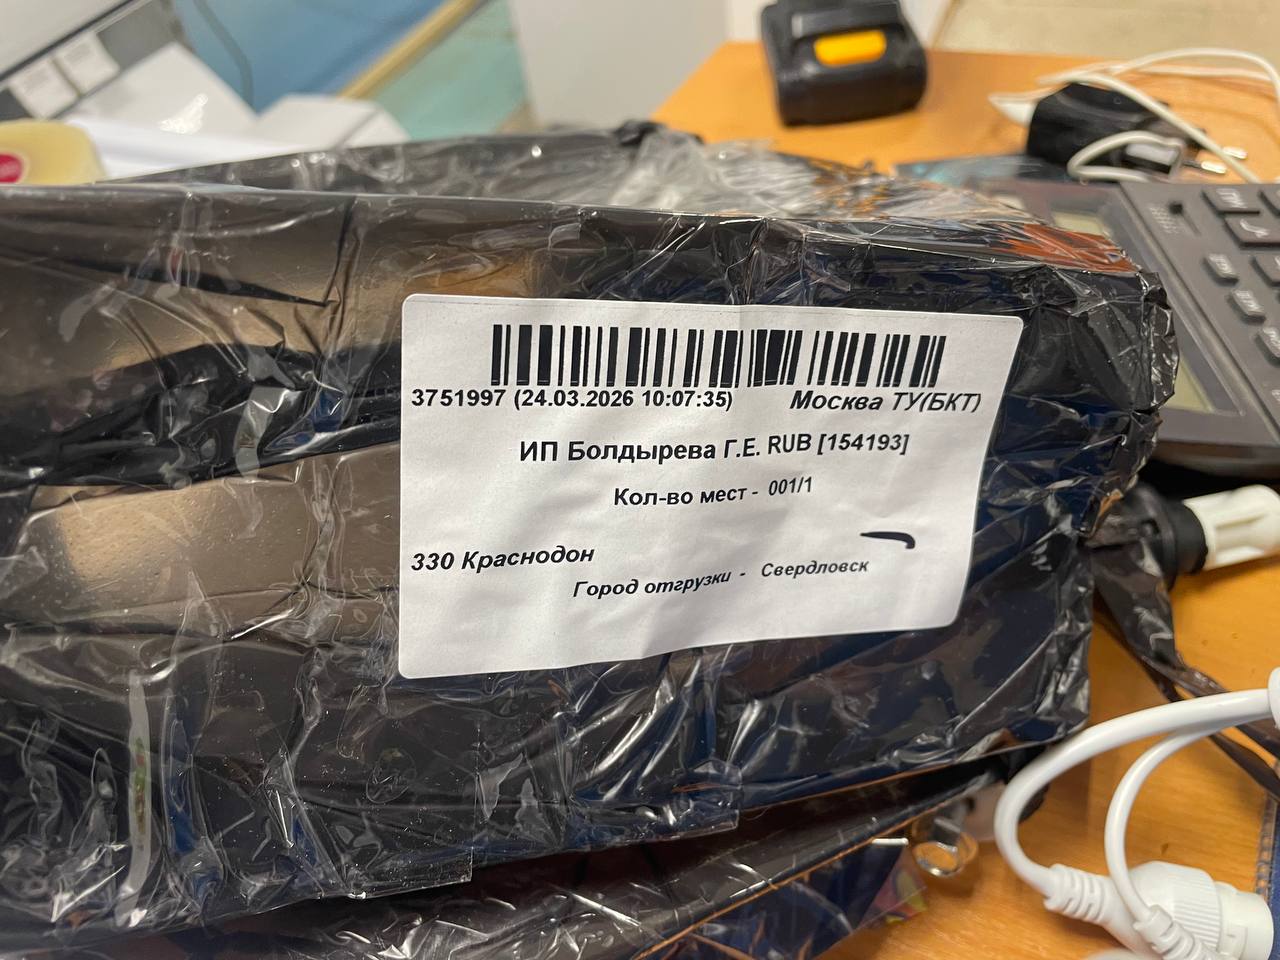 3751997 (24.03.2026 10:07:35) Москва ТУ(БКТ)
ИП Болдырева Г.Е. RUB [154193]
Кол-во мест - 001/1
330 Краснодон
Город отгрузки - Свердловск